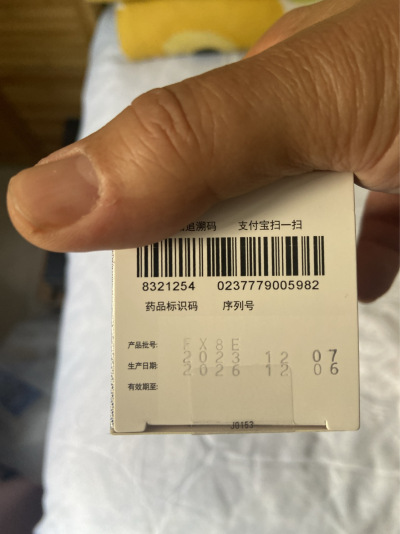 追溯码 支付宝扫一扫
8321254 0237779005982
药品标识码 序列号
产品批号: FX8E
生产日期: 2023 12 07
有效期至: 2026 12 06
J0153